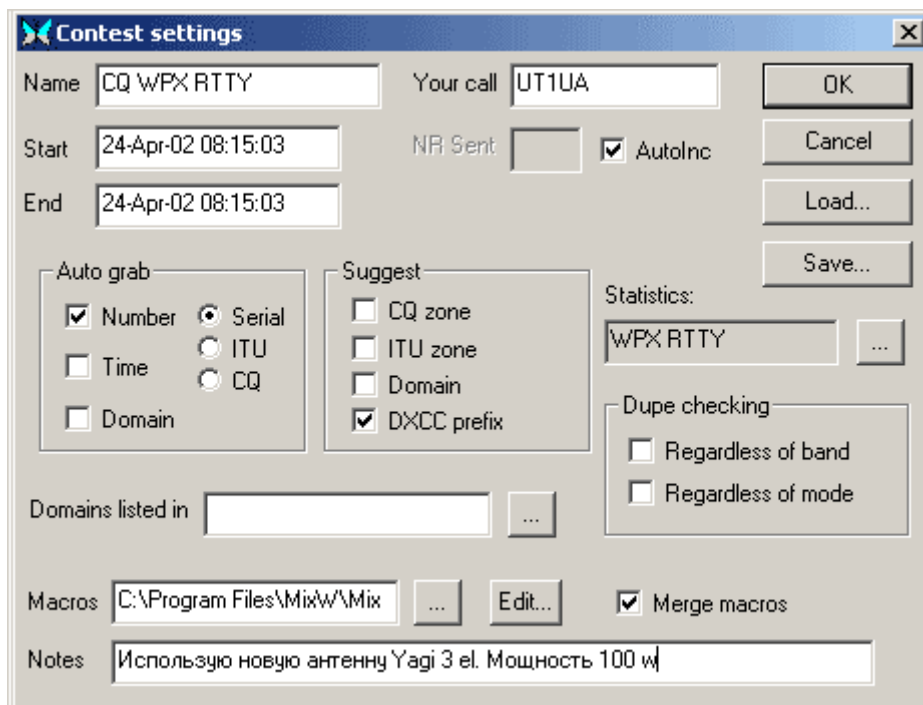 Contest settings
Name CQ WPX RTTY Your call UT1UA OK
Start 24-Apr-02 08:15:03 NR Sent AutoInc Cancel
End 24-Apr-02 08:15:03 Load...
Save...
Auto grab Suggest
Number Serial CQ zone Statistics:
Time ITU ITU zone WPX RTTY ...
CQ Domain
Domain DXCC prefix Dupe checking
Regardless of band
Regardless of mode
Domains listed in ...
Macros C:\Program Files\MixW\Mix ... Edit... Merge macros
Notes Использую новую антенну Yagi 3 el. Мощность 100 w